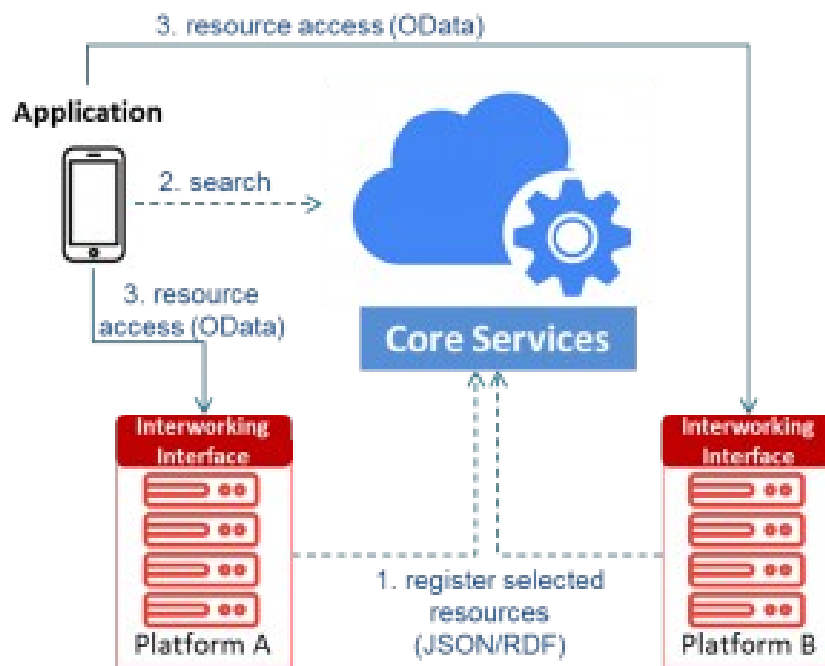 3. resource access (OData)
Application
2. search
3. resource
access (OData)
Core Services
Interworking
Interface
Interworking
Interface
1. register selected
resources
(JSON/RDF)
Platform A
Platform B